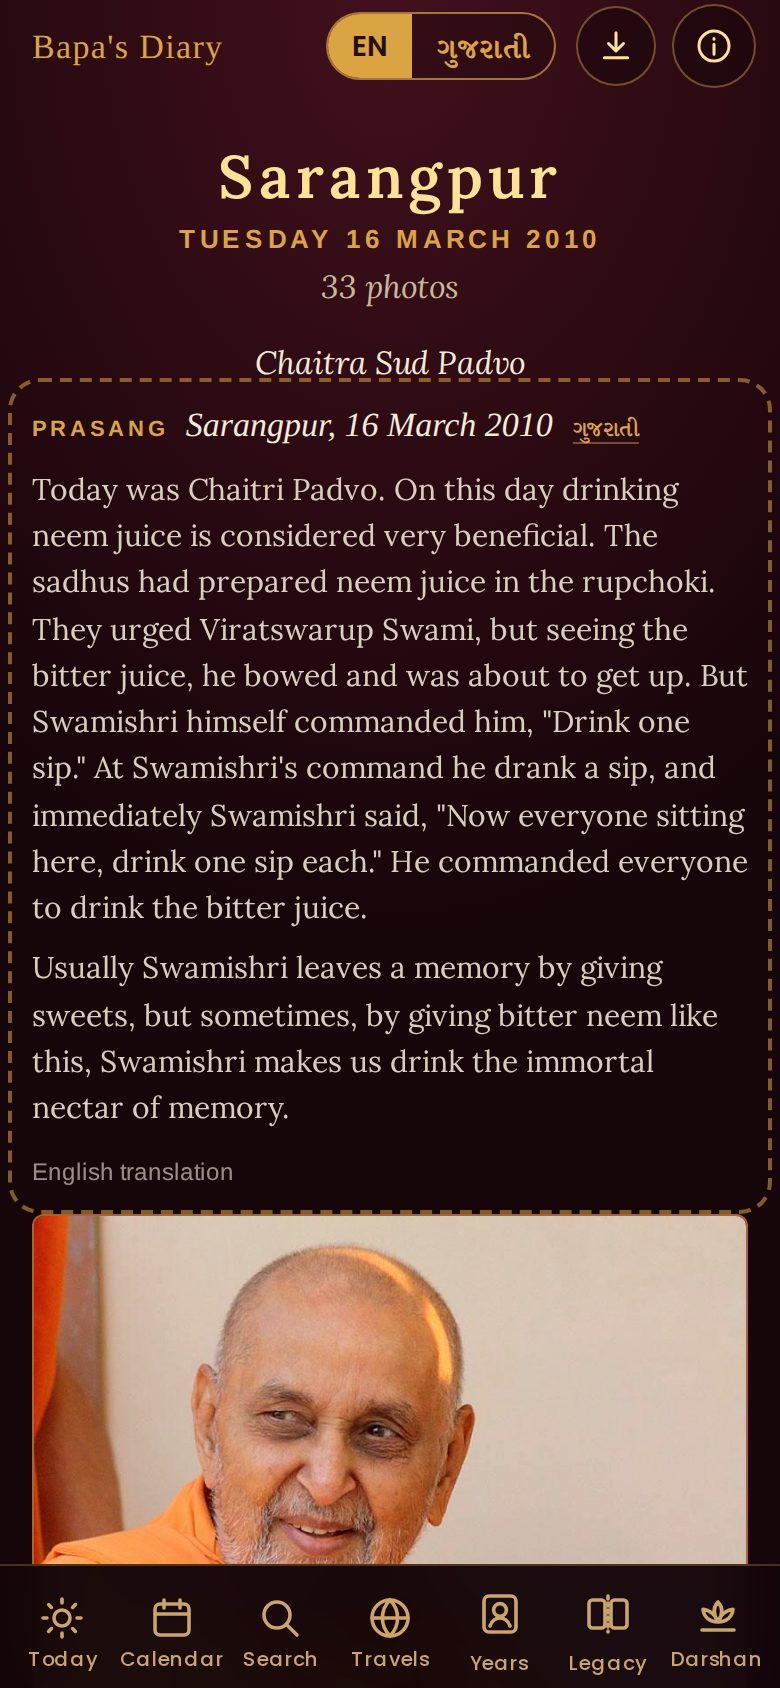 Bapa's Diary
EN
ગુજરાતી
Sarangpur
TUESDAY 16 MARCH 2010
33 photos
Chaitra Sud Padvo
PRASANG Sarangpur, 16 March 2010 ગુજરાતી
Today was Chaitri Padvo. On this day drinking
neem juice is considered very beneficial. The
sadhus had prepared neem juice in the rupchoki.
They urged Viratswarup Swami, but seeing the
bitter juice, he bowed and was about to get up. But
Swamishri himself commanded him, "Drink one
sip." At Swamishri's command he drank a sip, and
immediately Swamishri said, "Now everyone sitting
here, drink one sip each." He commanded everyone
to drink the bitter juice.
Usually Swamishri leaves a memory by giving
sweets, but sometimes, by giving bitter neem like
this, Swamishri makes us drink the immortal
nectar of memory.
English translation
Today
Calendar
Search
Travels
Years
Legacy
Darshan